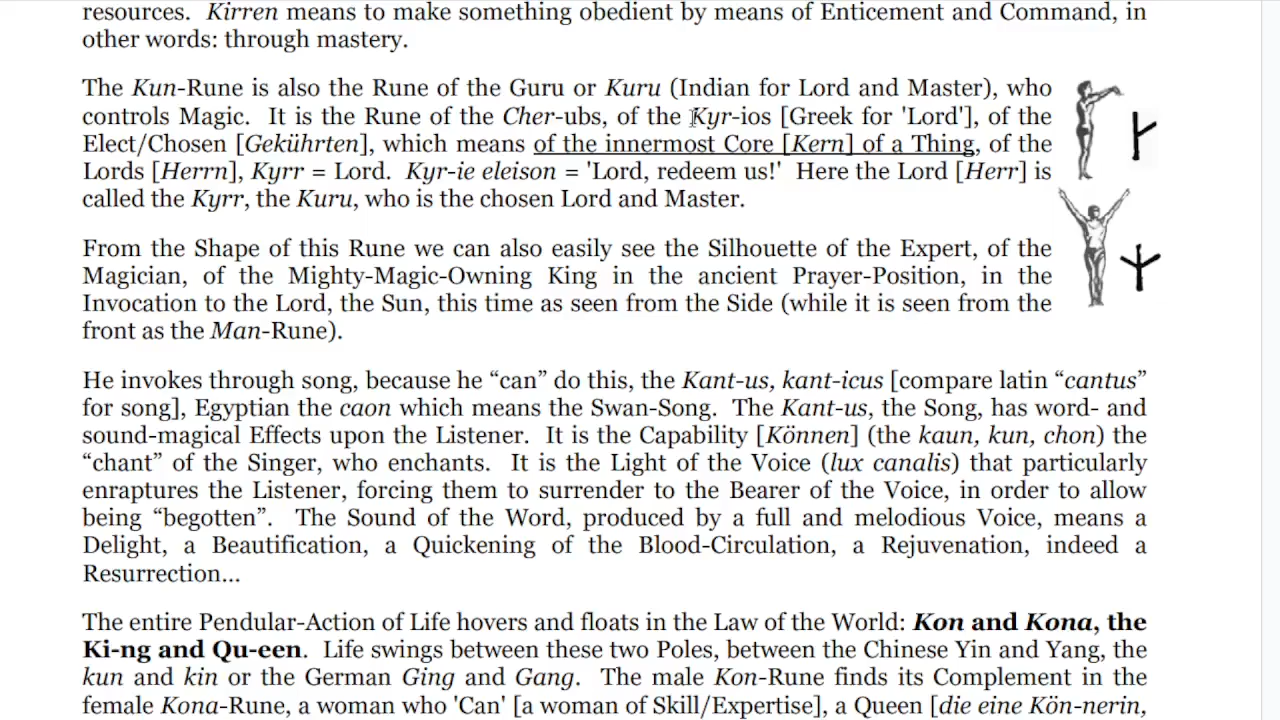 resources. Kirren means to make something obedient by means of Enticement and Command, in
other words: through mastery.
The Kun-Rune is also the Rune of the Guru or Kuru (Indian for Lord and Master), who
controls Magic. It is the Rune of the Cher-ubs, of the Kyr-ios [Greek for 'Lord'], of the
Elect/Chosen [Gekührten], which means of the innermost Core [Kern] of a Thing, of the
Lords [Herrn], Kyrr = Lord. Kyr-ie eleison = 'Lord, redeem us!' Here the Lord [Herr] is
called the Kyrr, the Kuru, who is the chosen Lord and Master.
From the Shape of this Rune we can also easily see the Silhouette of the Expert, of the
Magician, of the Mighty-Magic-Owning King in the ancient Prayer-Position, in the
Invocation to the Lord, the Sun, this time as seen from the Side (while it is seen from the
front as the Man-Rune).
He invokes through song, because he “can” do this, the Kant-us, kant-icus [compare latin “cantus”
for song], Egyptian the caon which means the Swan-Song. The Kant-us, the Song, has word- and
sound-magical Effects upon the Listener. It is the Capability [Können] (the kaun, kun, chon) the
“chant” of the Singer, who enchants. It is the Light of the Voice (lux canalis) that particularly
enraptures the Listener, forcing them to surrender to the Bearer of the Voice, in order to allow
being “begotten”. The Sound of the Word, produced by a full and melodious Voice, means a
Delight, a Beautification, a Quickening of the Blood-Circulation, a Rejuvenation, indeed a
Resurrection...
The entire Pendular-Action of Life hovers and floats in the Law of the World: Kon and Kona, the
Ki-ng and Qu-een. Life swings between these two Poles, between the Chinese Yin and Yang, the
kun and kin or the German Ging and Gang. The male Kon-Rune finds its Complement in the
female Kona-Rune, a woman who 'Can' [a woman of Skill/Expertise], a Queen [die eine Kön-nerin,